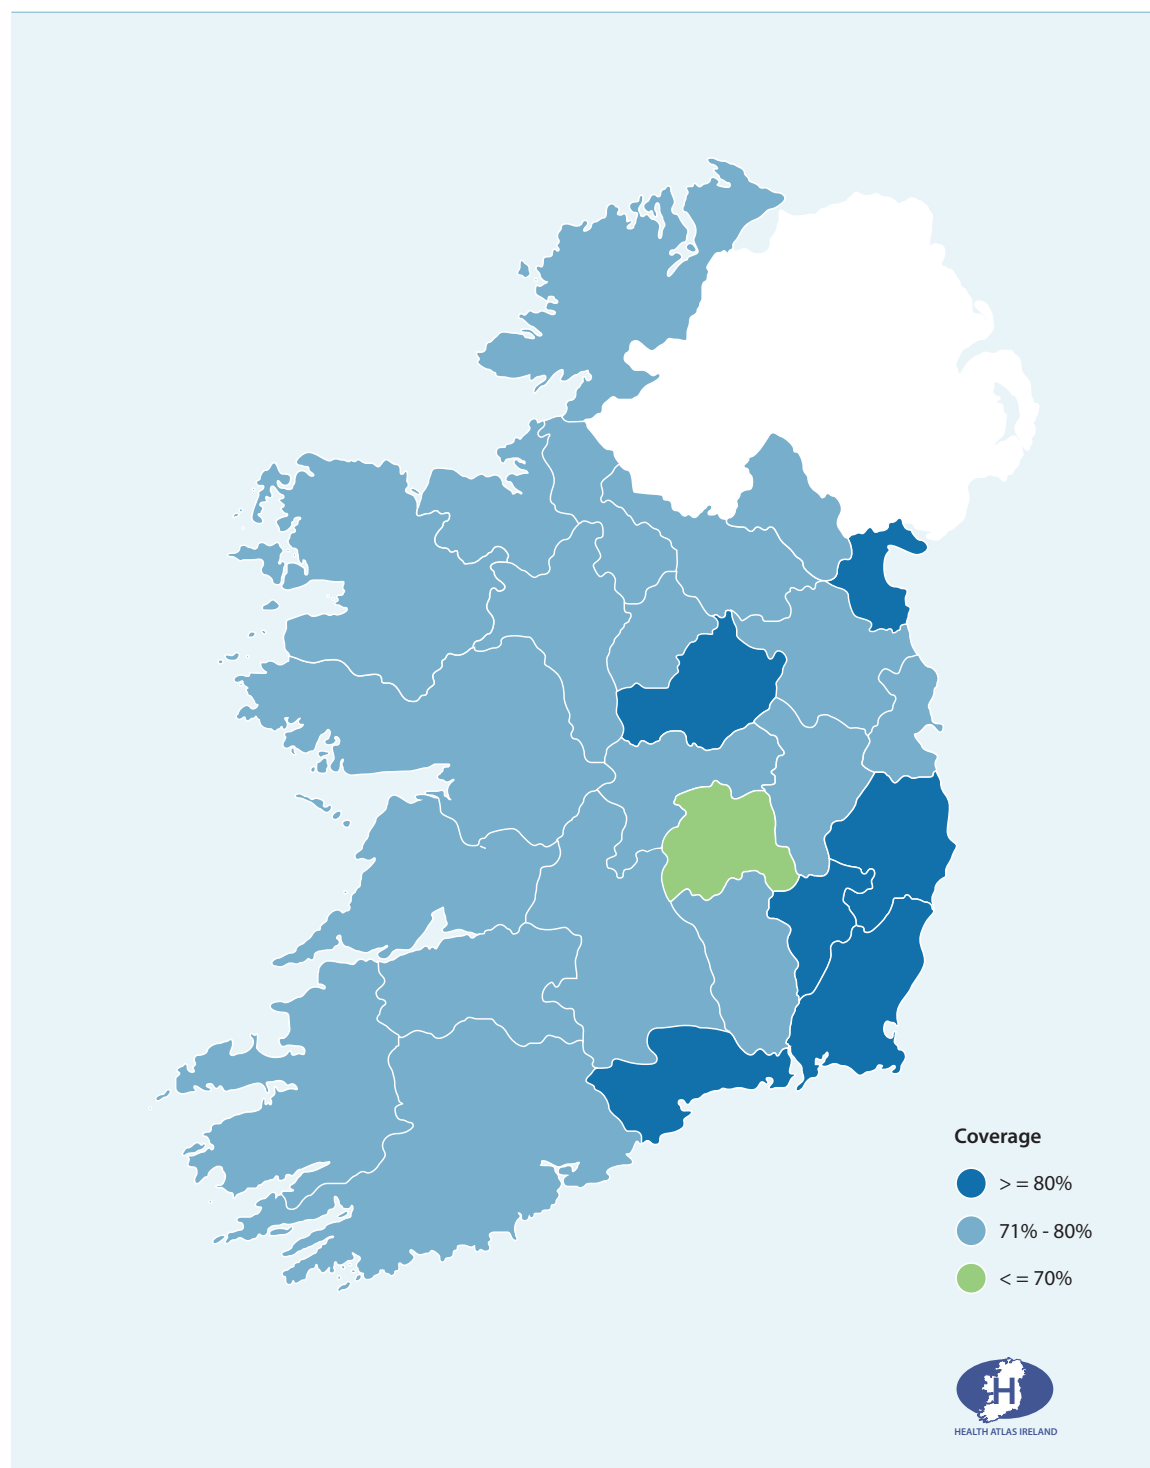 Coverage
> = 80%
71% - 80%
< = 70%
H
HEALTH ATLAS IRELAND